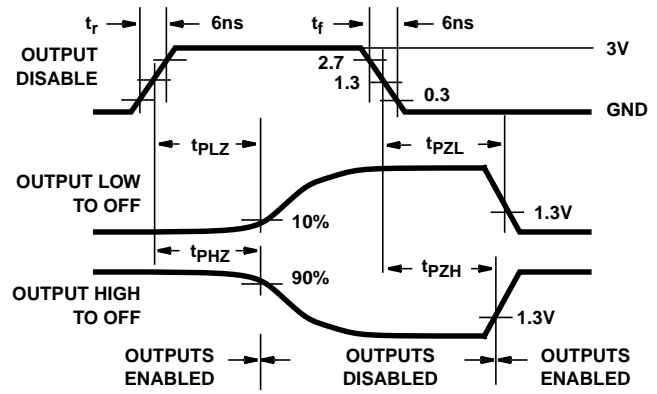 tr
6ns
tf
6ns
OUTPUT
DISABLE
2.7
1.3
0.3
3V
GND
tPLZ
tPZL
OUTPUT LOW
TO OFF
10%
1.3V
tPHZ
tPZH
OUTPUT HIGH
TO OFF
90%
1.3V
OUTPUTS
ENABLED
OUTPUTS
DISABLED
OUTPUTS
ENABLED